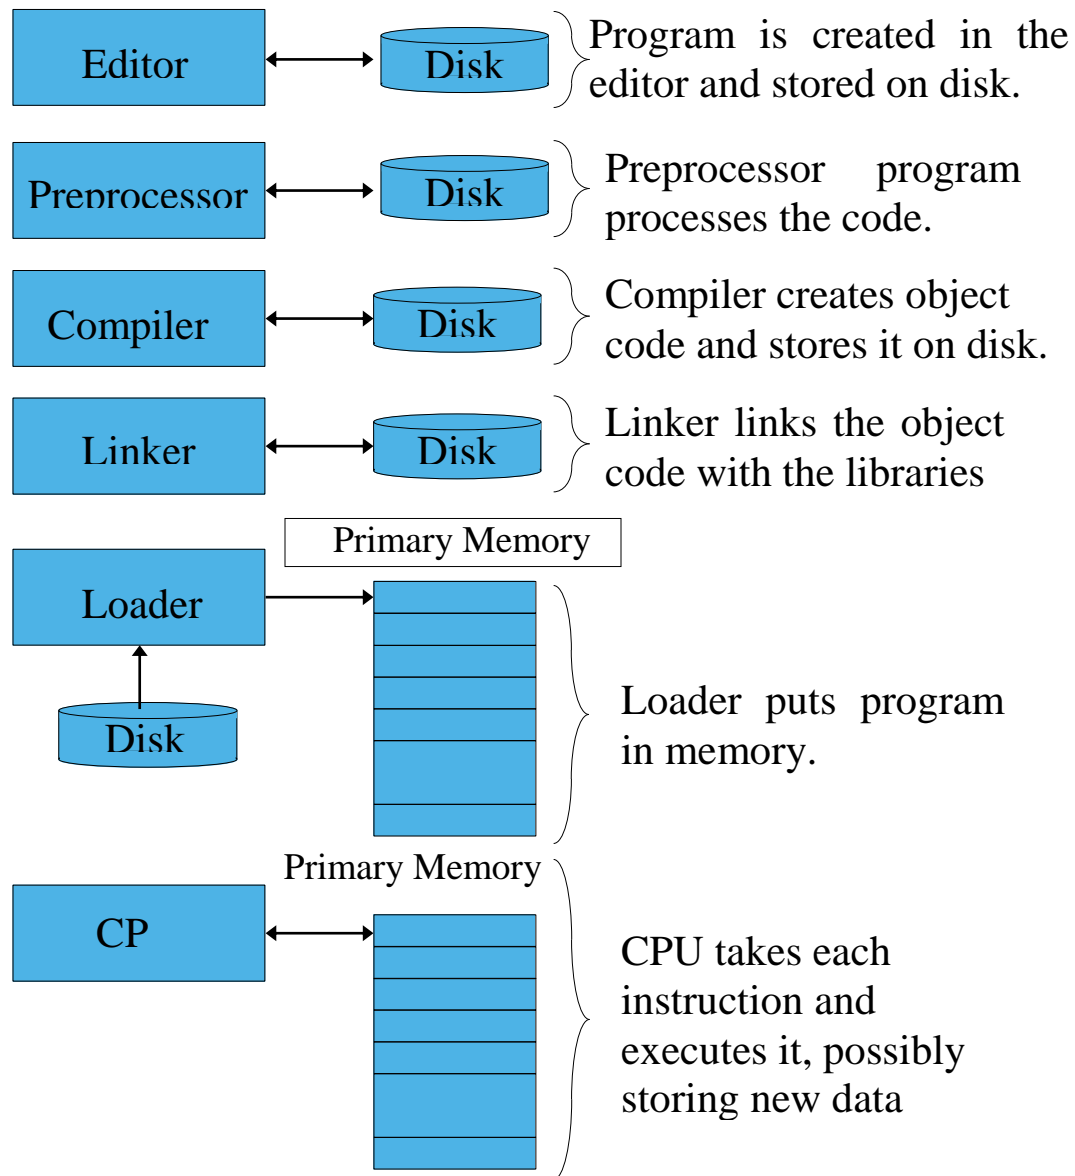 Editor
Disk
Program is created in the
editor and stored on disk.
Preprocessor
Disk
Preprocessor program
processes the code.
Compiler
Disk
Compiler creates object
code and stores it on disk.
Linker
Disk
Linker links the object
code with the libraries
Primary Memory
Loader
Disk
Loader puts program
in memory.
Primary Memory
CP
CPU takes each
instruction and
executes it, possibly
storing new data